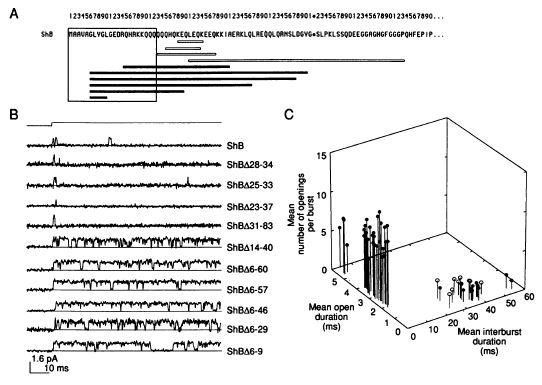 A
ShB
B
ShB
ShBΔ28-34
ShBΔ25-33
ShBΔ23-37
ShBΔ31-83
ShBΔ14-40
ShBΔ6-60
ShBΔ6-57
ShBΔ6-46
ShBΔ6-29
ShBΔ6-9
1.6 pA
10 ms
C
15
10
5
0
Mean
number of openings
per burst
5
4
3
2
1
0
Mean open
duration
(ms)
0
10
20
30
40
50
60
Mean interburst
duration
(ms)